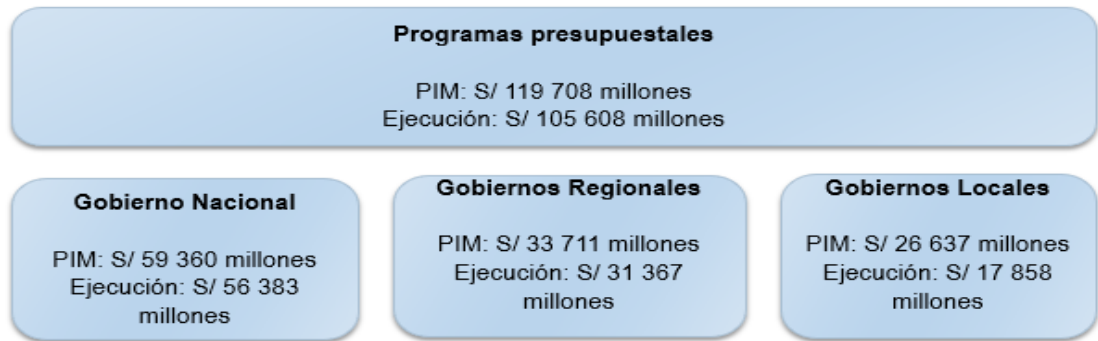 Programas presupuestales
PIM: S/ 119 708 millones
Ejecución: S/ 105 608 millones
Gobierno Nacional
PIM: S/ 59 360 millones
Ejecución: S/ 56 383
millones
Gobiernos Regionales
PIM: S/ 33 711 millones
Ejecución: S/ 31 367
millones
Gobiernos Locales
PIM: S/ 26 637 millones
Ejecución: S/ 17 858
millones